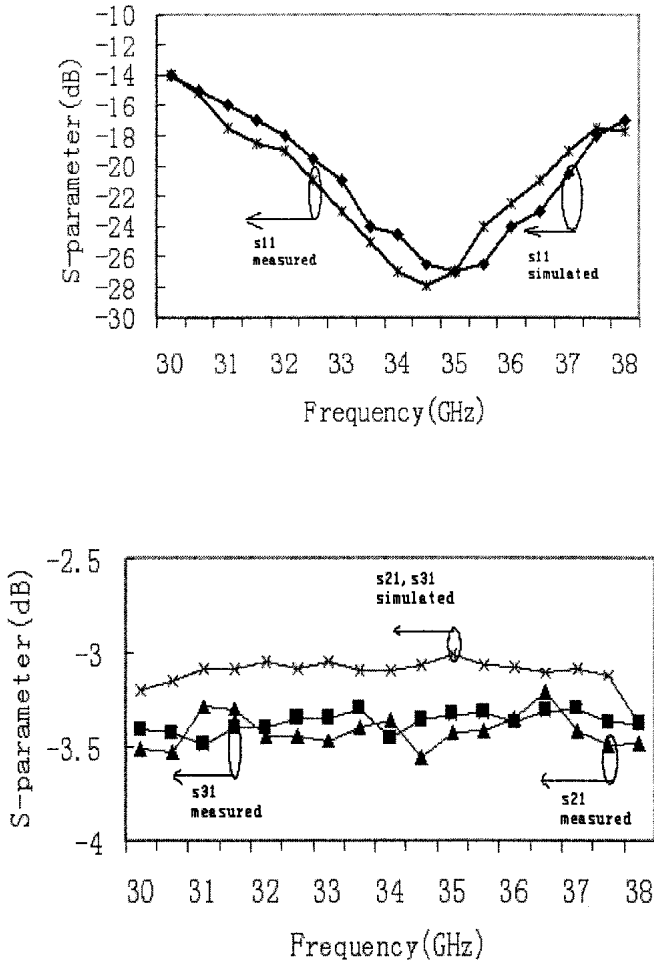 -10
-12
-14
-16
-18
-20
-22
-24
-26
-28
-30
S-parameter(dB)
s11
measured
s11
simulated
30 31 32 33 34 35 36 37 38
Frequency(GHz)
-2.5
-3
-3.5
-4
S-parameter(dB)
s21,s31
simulated
s31
measured
s21
measured
30 31 32 33 34 35 36 37 38
Frequency(GHz)